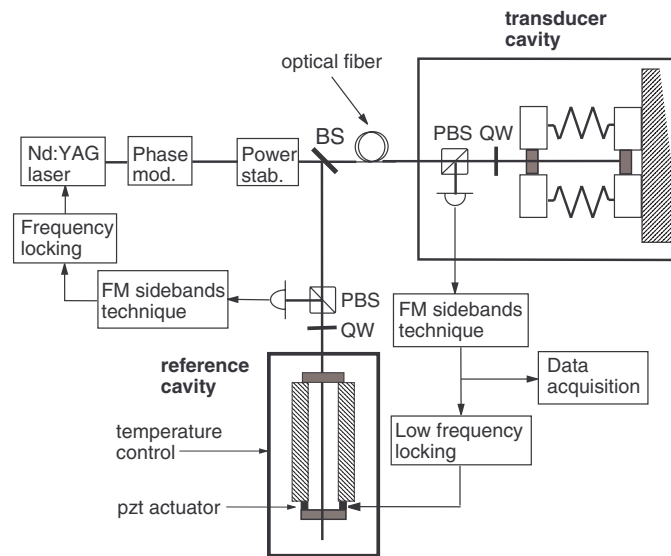 transducer
cavity
optical fiber
BS
PBS
QW
Nd:YAG
laser
Phase
mod.
Power
stab.
Frequency
locking
FM sidebands
technique
PBS
QW
FM sidebands
technique
reference
cavity
Data
acquisition
temperature
control
Low frequency
locking
pzt actuator